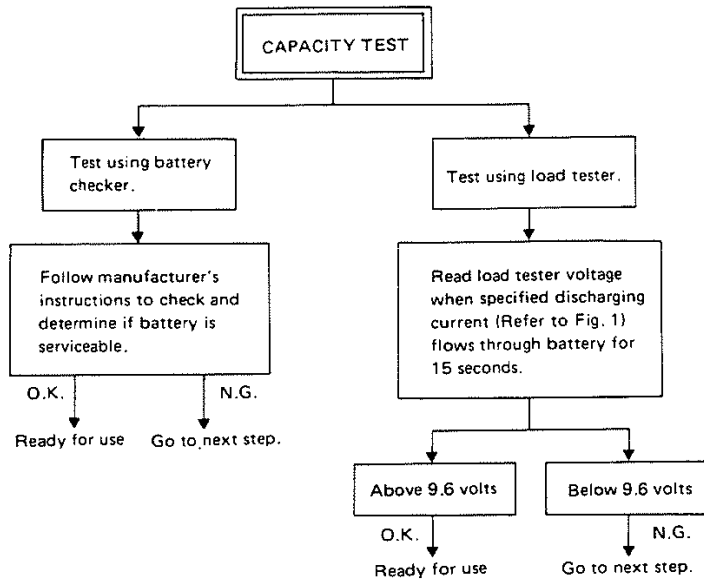 CAPACITY TEST
Test using battery
checker.
Test using load tester.
Follow manufacturer's
instructions to check and
determine if battery is
serviceable.
Read load tester voltage
when specified discharging
current (Refer to Fig. 1)
flows through battery for
15 seconds.
O.K.
N.G.
Ready for use
Go to next step.
Above 9.6 volts
Below 9.6 volts
O.K.
N.G.
Ready for use
Go to next step.